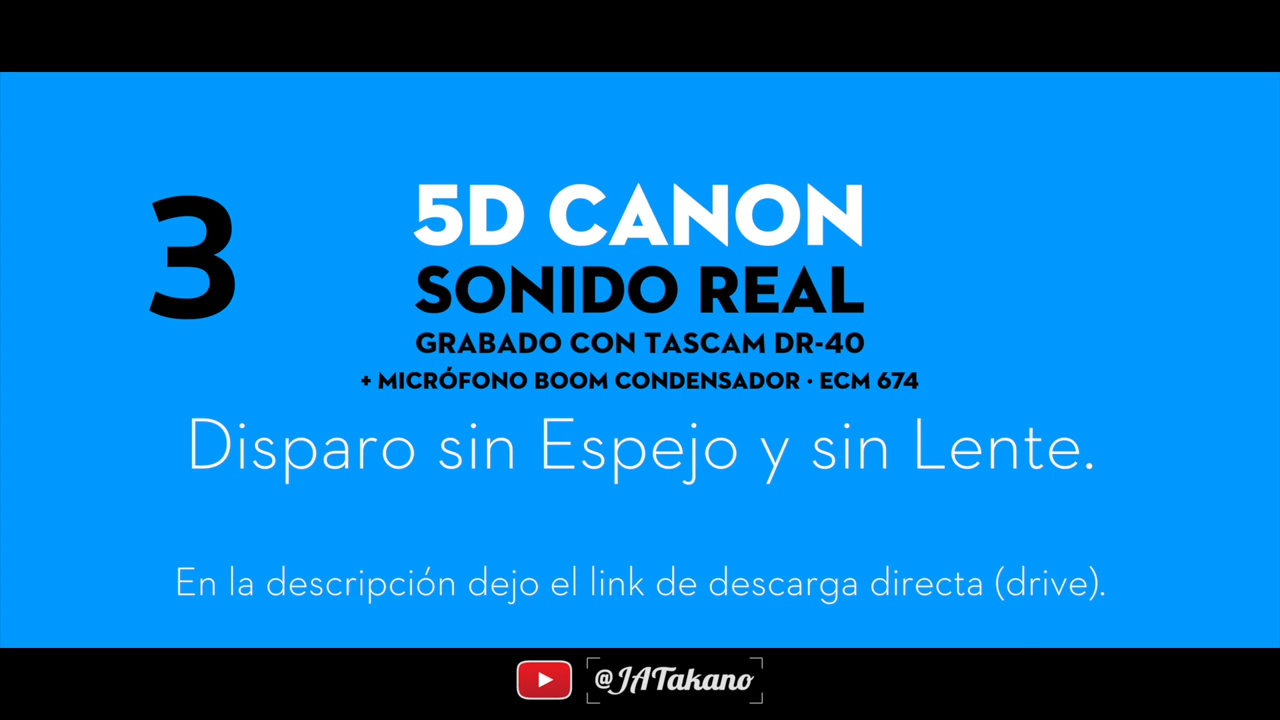 3
5D CANON
SONIDO REAL
GRABADO CON TASCAM DR-40
+ MICRÓFONO BOOM CONDENSADOR · ECM 674
Disparo sin Espejo y sin Lente.
En la descripción dejo el link de descarga directa (drive).
@JATakano